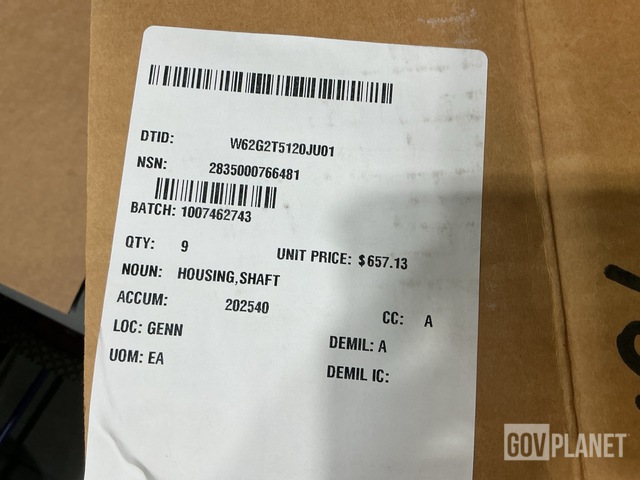 DTID: W62G2T5120JU01
NSN: 2835000766481
BATCH: 1007462743
QTY: 9 UNIT PRICE: $657.13
NOUN: HOUSING,SHAFT
ACCUM: 202540 CC: A
LOC: GENN DEMIL: A
UOM: EA DEMIL IC:
GOVPLANET